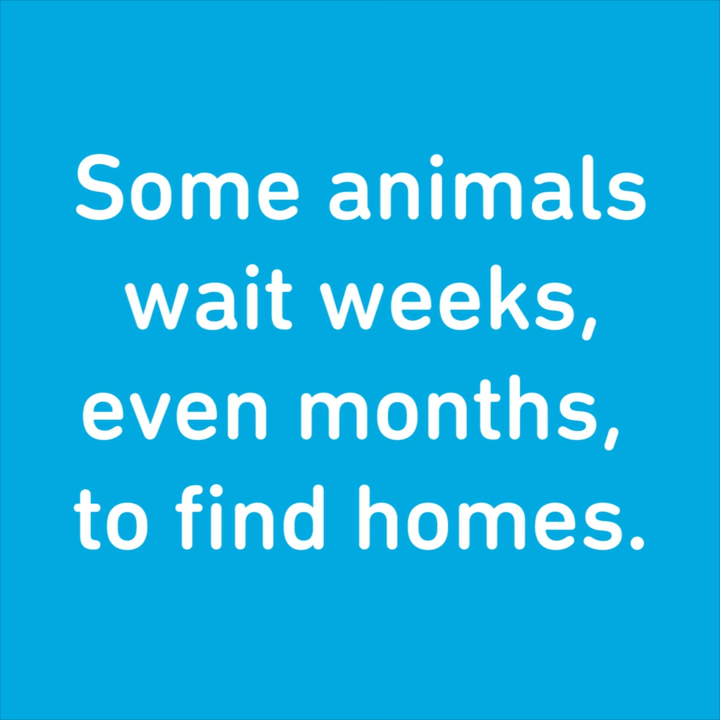 Some animals
wait weeks,
even months,
to find homes.